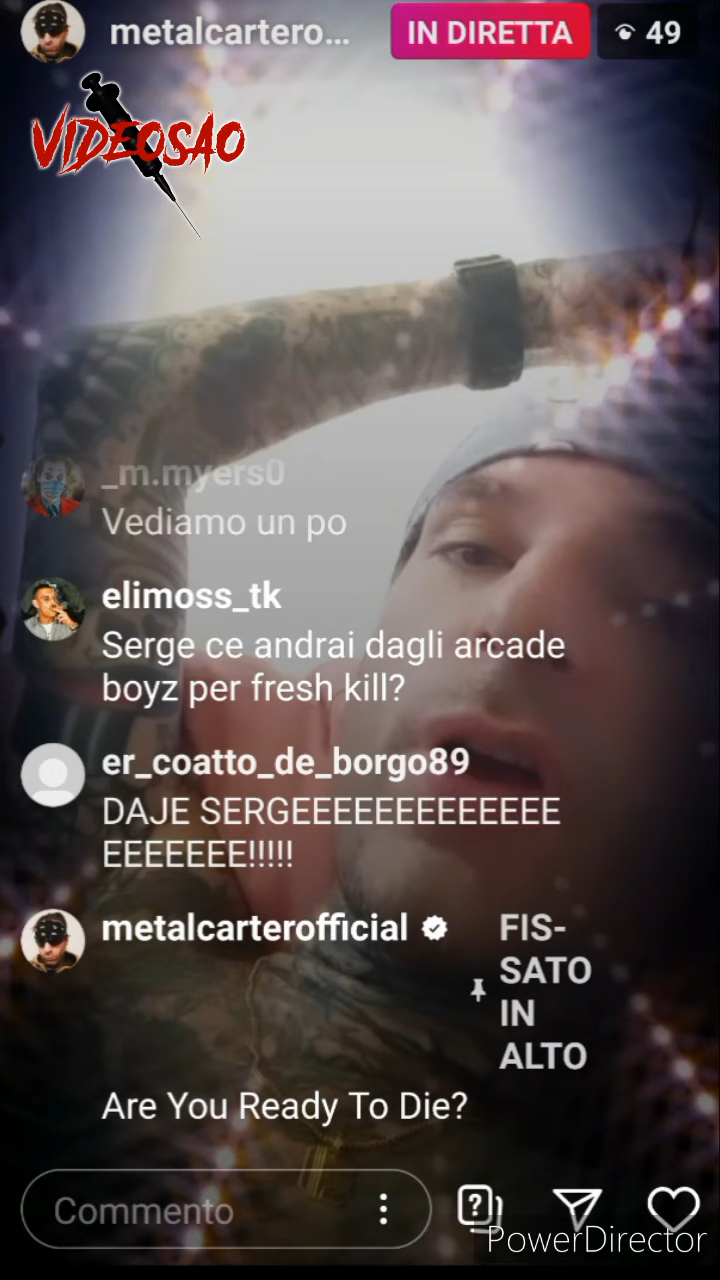 metalcartero...
IN DIRETTA
49
VIDEOSAO
_m.myers0
Vediamo un po
elimoss_tk
Serge ce andrai dagli arcade
boyz per fresh kill?
er_coatto_de_borgo89
DAJE SERGEEEEEEEEEEEEE
EEEEEEE!!!!!
metalcarterofficial
FIS-
SATO
IN
ALTO
Are You Ready To Die?
Commento
PowerDirector